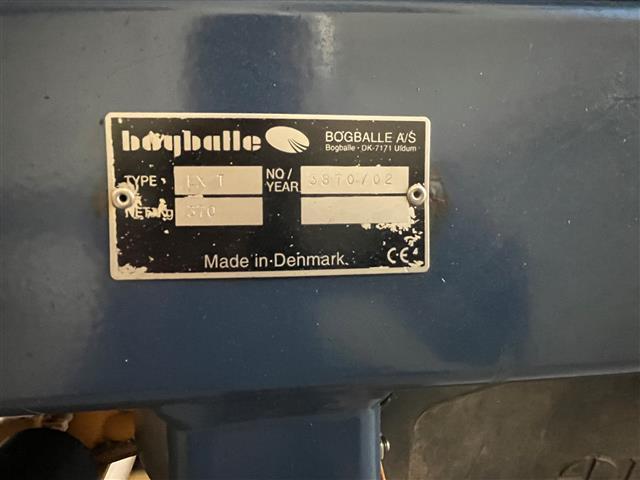 bogballe
BOGBALLE A/S
Bogballe · DK-7171 Uldum
TYPE EX T NO/ YEAR 3870/02
NET kg 370
Made in Denmark CE